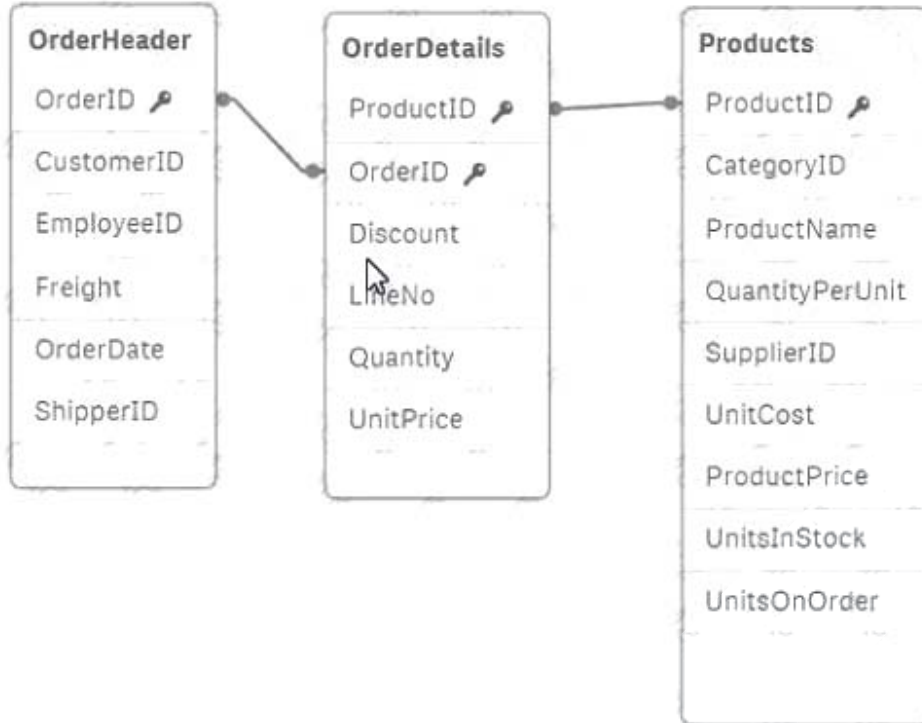 OrderHeader
OrderID
CustomerID
EmployeeID
Freight
OrderDate
ShipperID
OrderDetails
ProductID
OrderID
Discount
LineNo
Quantity
UnitPrice
Products
ProductID
CategoryID
ProductName
QuantityPerUnit
SupplierID
UnitCost
ProductPrice
UnitsInStock
UnitsOnOrder